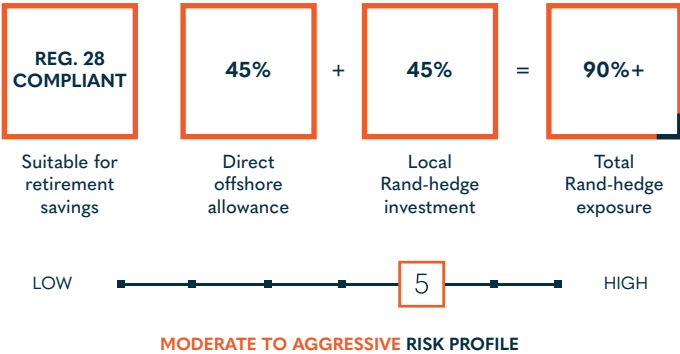 REG. 28
COMPLIANT
45%
+
45%
=
90%+
Suitable for
retirement
savings
Direct
offshore
allowance
Local
Rand-hedge
investment
Total
Rand-hedge
exposure
LOW
5
HIGH
MODERATE TO AGGRESSIVE RISK PROFILE